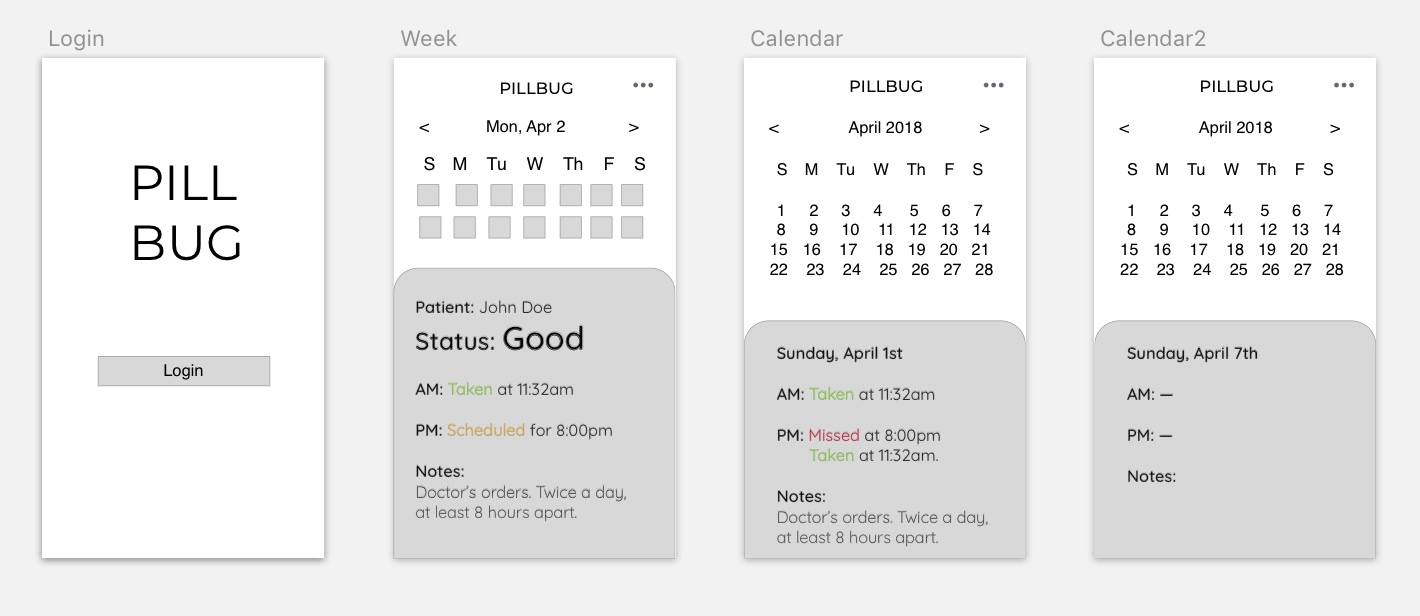 Login
PILL
BUG
Login
Week
PILLBUG •••
< Mon, Apr 2 >
S M Tu W Th F S
Patient: John Doe
Status: Good
AM: Taken at 11:32am
PM: Scheduled for 8:00pm
Notes:
Doctor's orders. Twice a day,
at least 8 hours apart.
Calendar
PILLBUG •••
< April 2018 >
S M Tu W Th F S
1 2 3 4 5 6 7
8 9 10 11 12 13 14
15 16 17 18 19 20 21
22 23 24 25 26 27 28
Sunday, April 1st
AM: Taken at 11:32am
PM: Missed at 8:00pm
Taken at 11:32am.
Notes:
Doctor's orders. Twice a day,
at least 8 hours apart.
Calendar2
PILLBUG •••
< April 2018 >
S M Tu W Th F S
1 2 3 4 5 6 7
8 9 10 11 12 13 14
15 16 17 18 19 20 21
22 23 24 25 26 27 28
Sunday, April 7th
AM: —
PM: —
Notes: